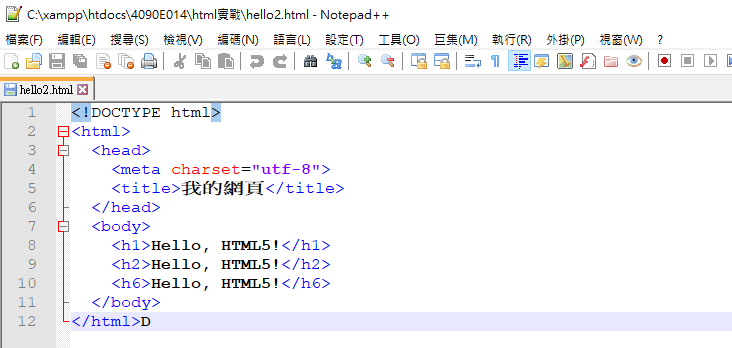 C:\xampp\htdocs\4090E014\html實戰\hello2.html - Notepad++
檔案(F) 編輯(E) 搜尋(S) 檢視(V) 編碼(N) 語言(L) 設定(T) 工具(O) 巨集(M) 執行(R) 外掛(P) 視窗(W) ?
hello2.html
1 <!DOCTYPE html>
2 <html>
3 <head>
4 <meta charset="utf-8">
5 <title>我的網頁</title>
6 </head>
7 <body>
8 <h1>Hello, HTML5!</h1>
9 <h2>Hello, HTML5!</h2
10 <h6>Hello, HTML5!</h6>
11 </body>
12 </html>D